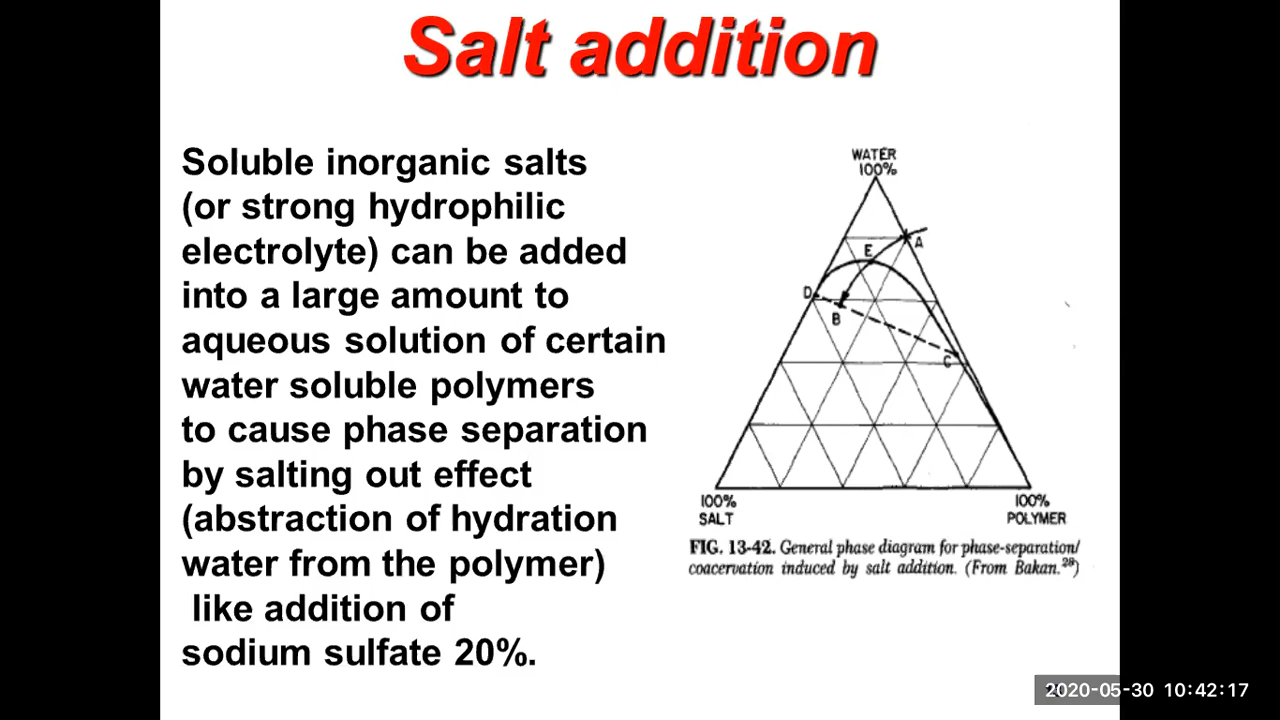 Salt addition
Soluble inorganic salts
(or strong hydrophilic
electrolyte) can be added
into a large amount to
aqueous solution of certain
water soluble polymers
to cause phase separation
by salting out effect
(abstraction of hydration
water from the polymer)
like addition of
sodium sulfate 20%.
WATER
100%
A
E
D
B
C
100%
SALT
100%
POLYMER
FIG. 13-42. General phase diagram for phase-separation/
coacervation induced by salt addition. (From Bakan.²⁸)
2020-05-30 10:42:17